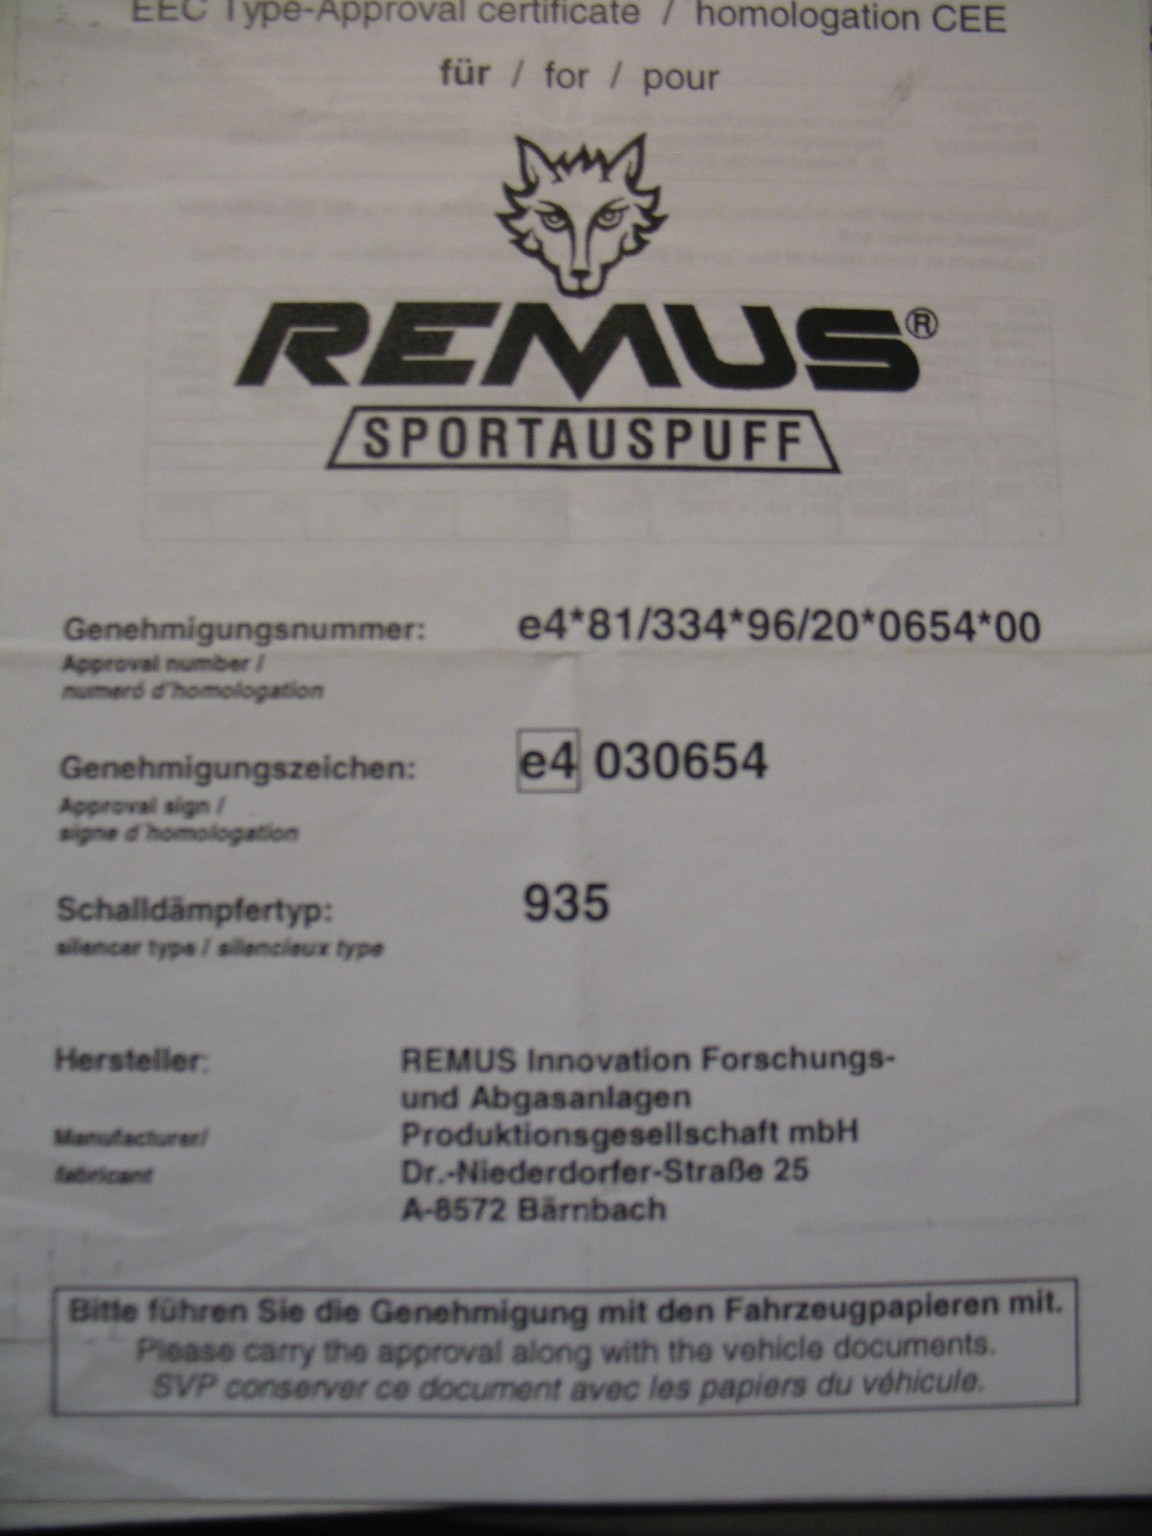 EEC Type-Approval certificate / homologation CEE
für / for / pour
REMUS®
SPORTAUSPUFF
Genehmigungsnummer: e4*81/334*96/20*0654*00
Approval number /
numeró d'homologation
Genehmigungszeichen: e4 030654
Approval sign /
signe d´homologation
Schalldämpfertyp: 935
silencer type / silencieux type
Hersteller: REMUS Innovation Forschungs-
und Abgasanlagen
Manufacturer/ Produktionsgesellschaft mbH
fabricant Dr.-Niederdorfer-Straße 25
A-8572 Bärnbach
Bitte führen Sie die Genehmigung mit den Fahrzeugpapieren mit.
Please carry the approval along with the vehicle documents.
SVP conserver ce document avec les papiers du véhicule.